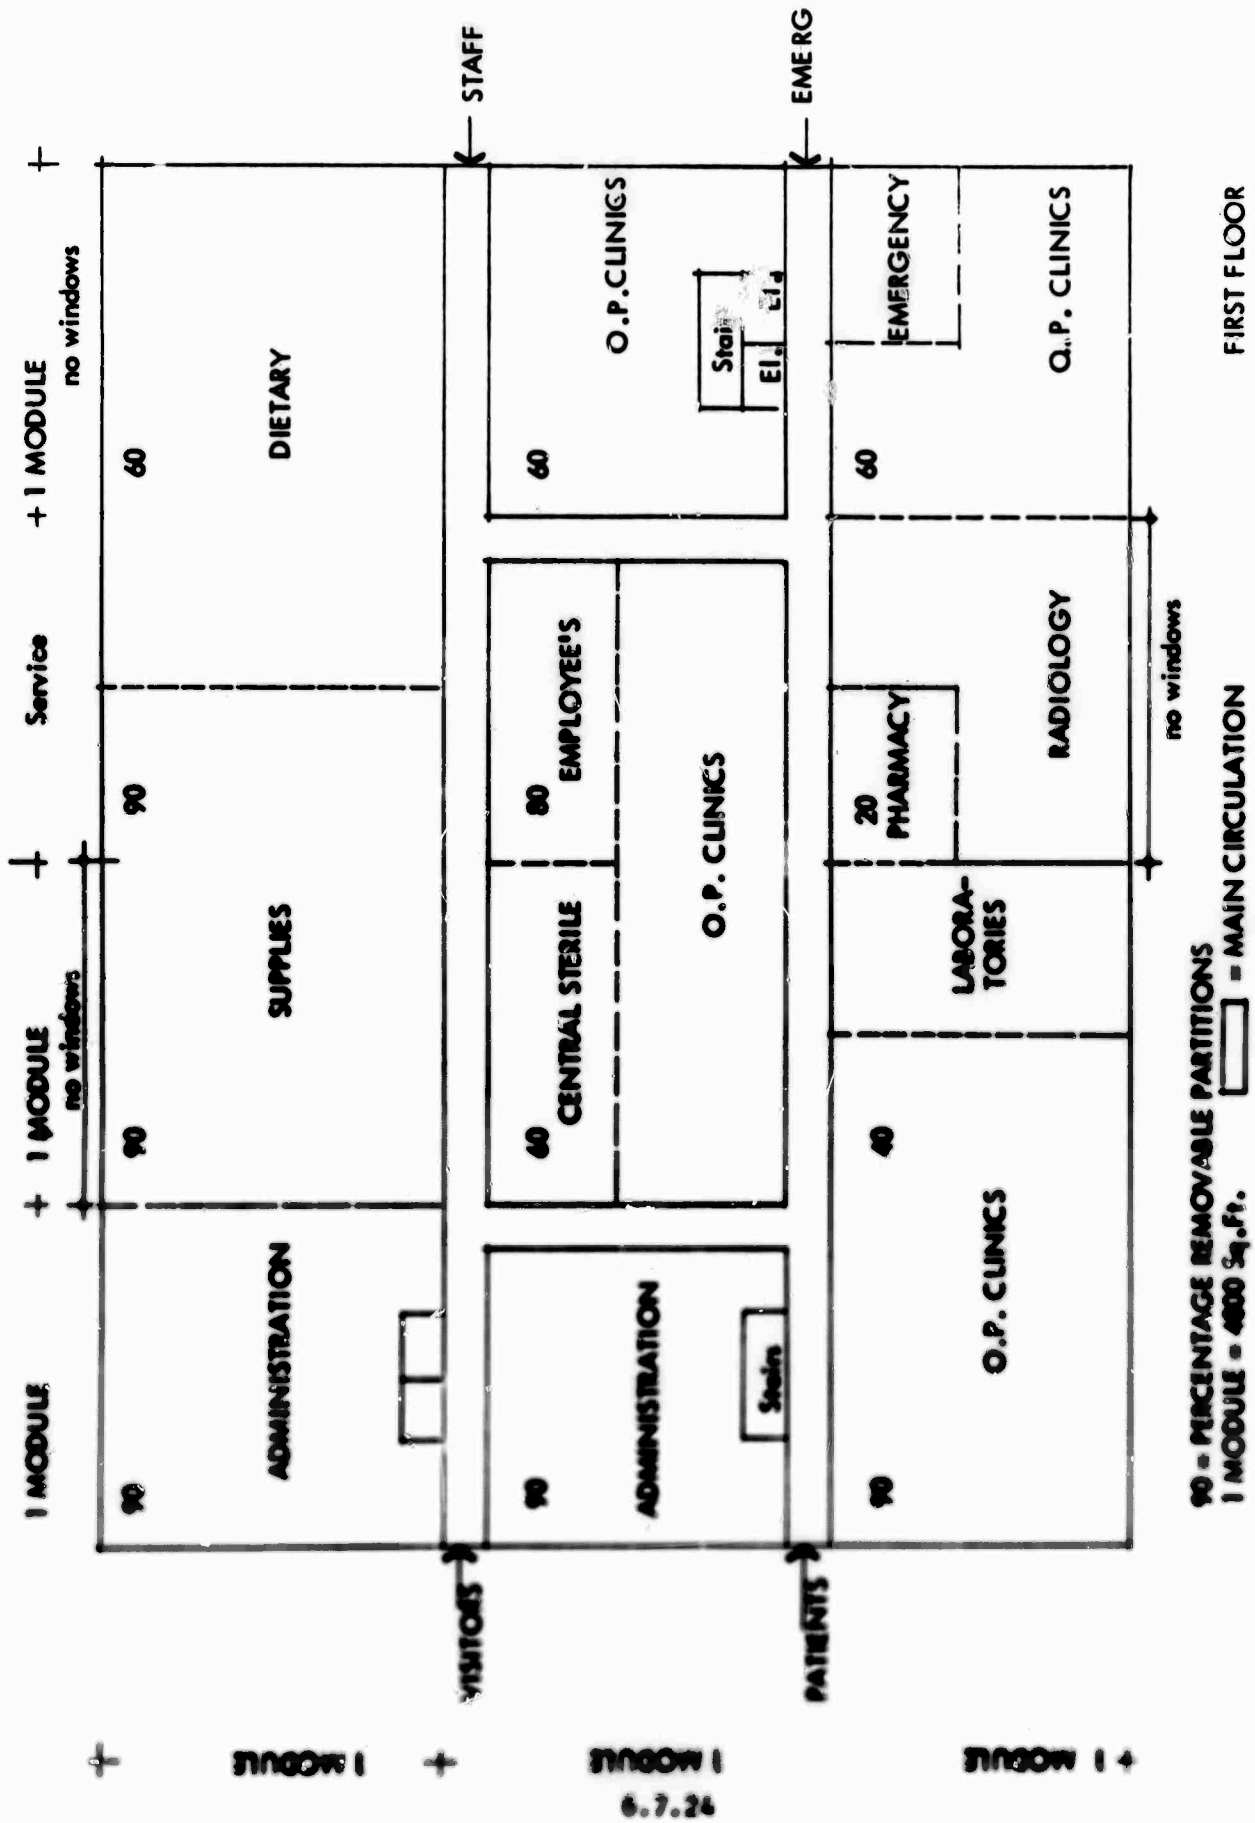 1 MODULE
+ 1 MODULE
Service
+ 1 MODULE
no windows
no windows
90
90
90
60
ADMINISTRATION
SUPPLIES
DIETARY
VISITORS
STAFF
90
60
80
60
ADMINISTRATION
CENTRAL STERILE
EMPLOYEE'S
O.P. CLINICS
O.P. CLINICS
Stairs
Stair
El.
El.
PATIENTS
EMERG
90
40
20
60
O.P. CLINICS
LABORA-
TORIES
PHARMACY
RADIOLOGY
EMERGENCY
O.P. CLINICS
no windows
1 MODULE
1 MODULE
1 MODULE
90 = PERCENTAGE REMOVABLE PARTITIONS
1 MODULE = 4800 Sq.Ft.
= MAIN CIRCULATION
FIRST FLOOR
6.7.24